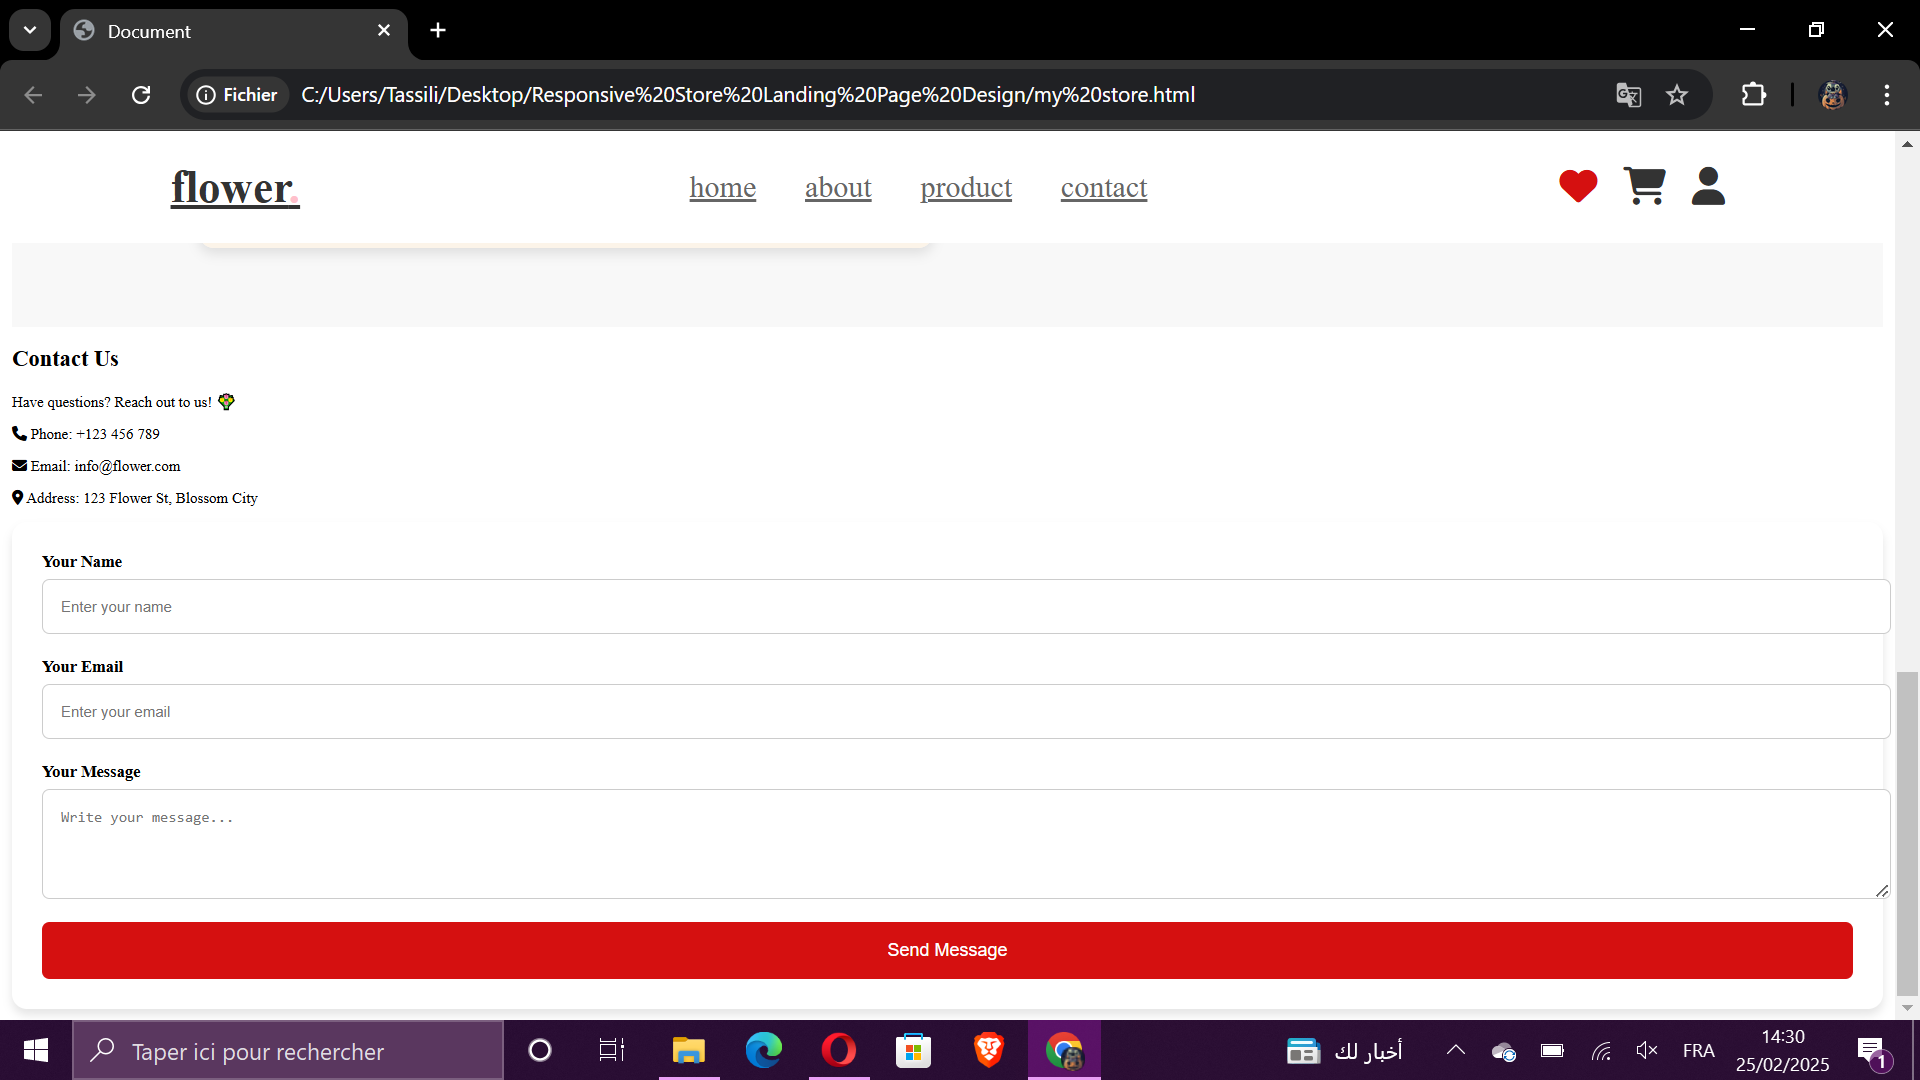 Document
Fichier
C:/Users/Tassili/Desktop/Responsive%20Store%20Landing%20Page%20Design/my%20store.html
flower.
home about product contact
Contact Us
Have questions? Reach out to us!
Phone: +123 456 789
Email: info@flower.com
Address: 123 Flower St, Blossom City
Your Name
Enter your name
Your Email
Enter your email
Your Message
Write your message...
Send Message
Taper ici pour rechercher
أخبار لك
FRA
14:30
25/02/2025
1